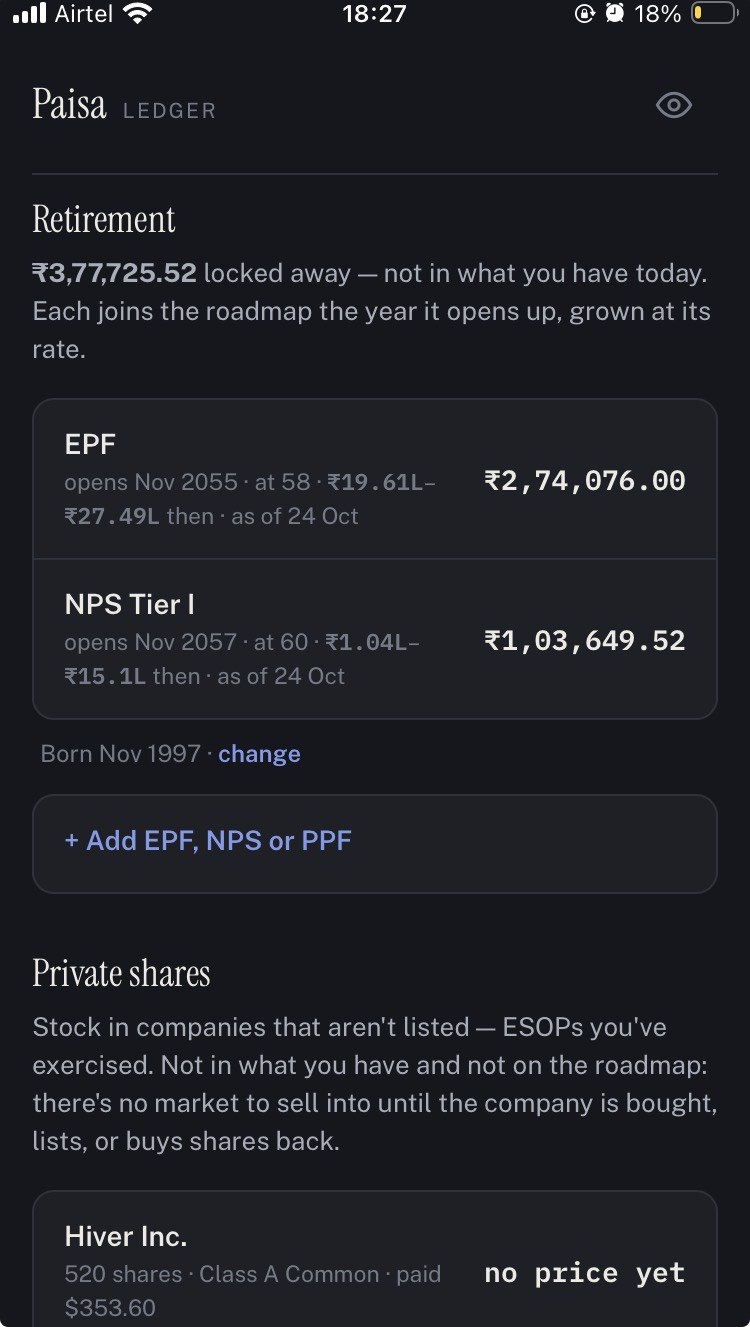 Airtel 18:27 18%
Paisa LEDGER
Retirement
₹3,77,725.52 locked away — not in what you have today.
Each joins the roadmap the year it opens up, grown at its
rate.
EPF
opens Nov 2055 · at 58 · ₹19.61L–
₹27.49L then · as of 24 Oct
₹2,74,076.00
NPS Tier I
opens Nov 2057 · at 60 · ₹1.04L–
₹15.1L then · as of 24 Oct
₹1,03,649.52
Born Nov 1997 · change
+ Add EPF, NPS or PPF
Private shares
Stock in companies that aren't listed — ESOPs you've
exercised. Not in what you have and not on the roadmap:
there's no market to sell into until the company is bought,
lists, or buys shares back.
Hiver Inc.
520 shares · Class A Common · paid
$353.60
no price yet